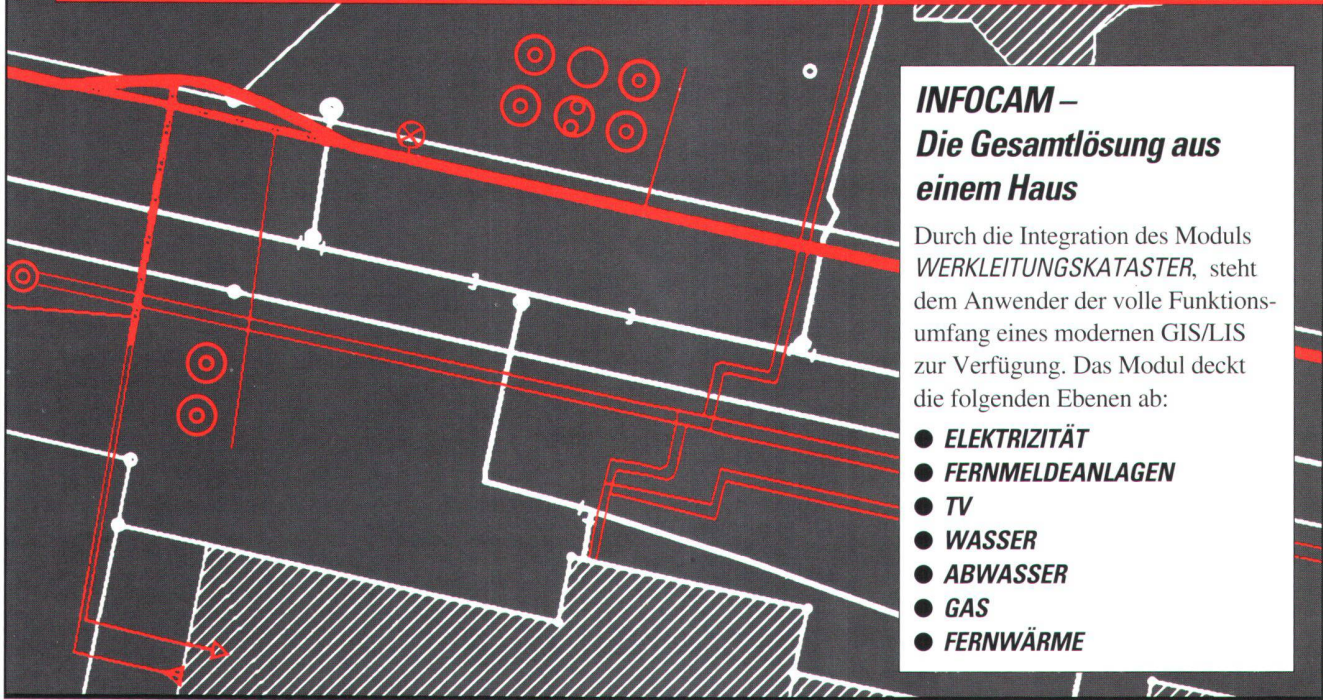 INFOCAM –
Die Gesamtlösung aus
einem Haus
Durch die Integration des Moduls
WERKLEITUNGSKATASTER, steht
dem Anwender der volle Funktions-
umfang eines modernen GIS/LIS
zur Verfügung. Das Modul deckt
die folgenden Ebenen ab:
● ELEKTRIZITÄT
● FERNMELDEANLAGEN
● TV
● WASSER
● ABWASSER
● GAS
● FERNWÄRME